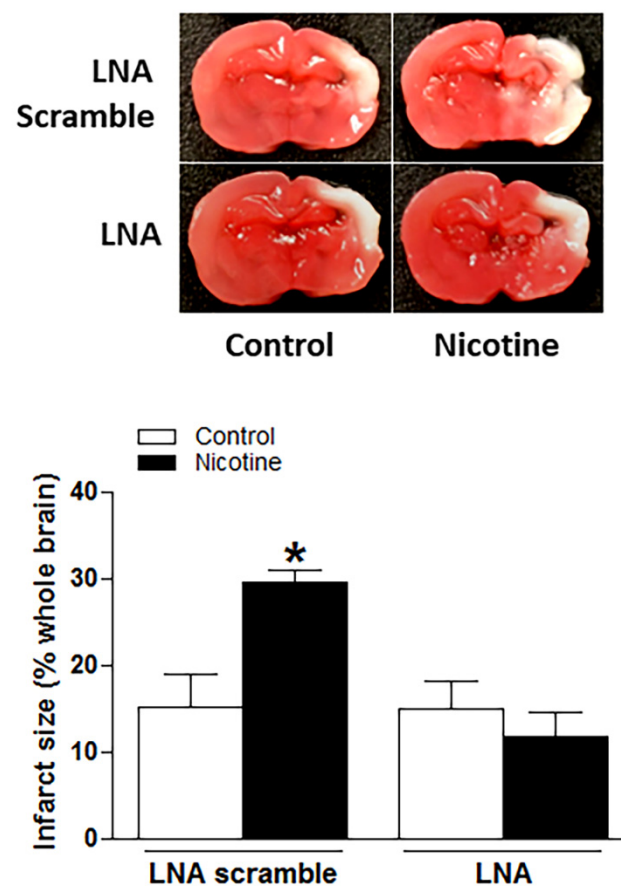 LNA
Scramble
LNA
Control
Nicotine
Control
Nicotine
Infarct size (% whole brain)
40
30
20
10
0
*
LNA scramble
LNA